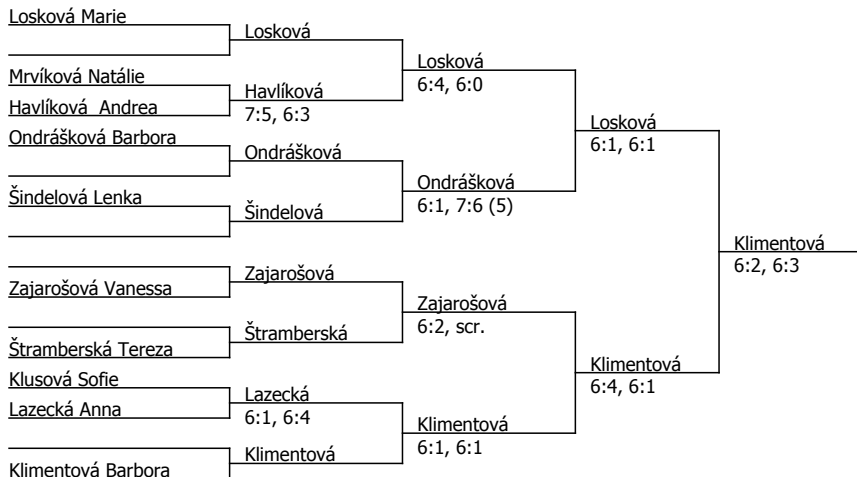 Losková Marie
Losková
Losková
6:4, 6:0
Mrvíková Natálie
Havlíková
7:5, 6:3
Havlíková  Andrea
Losková
6:1, 6:1
Ondrášková Barbora
Ondrášková
Ondrášková
6:1, 7:6 (5)
Šindelová Lenka
Šindelová
Klimentová
6:2, 6:3
Zajarošová
Zajarošová Vanessa
Zajarošová
6:2, scr.
Štramberská
Štramberská Tereza
Klimentová
6:4, 6:1
Klusová Sofie
Lazecká
6:1, 6:4
Lazecká Anna
Klimentová
6:1, 6:1
Klimentová
Klimentová Barbora